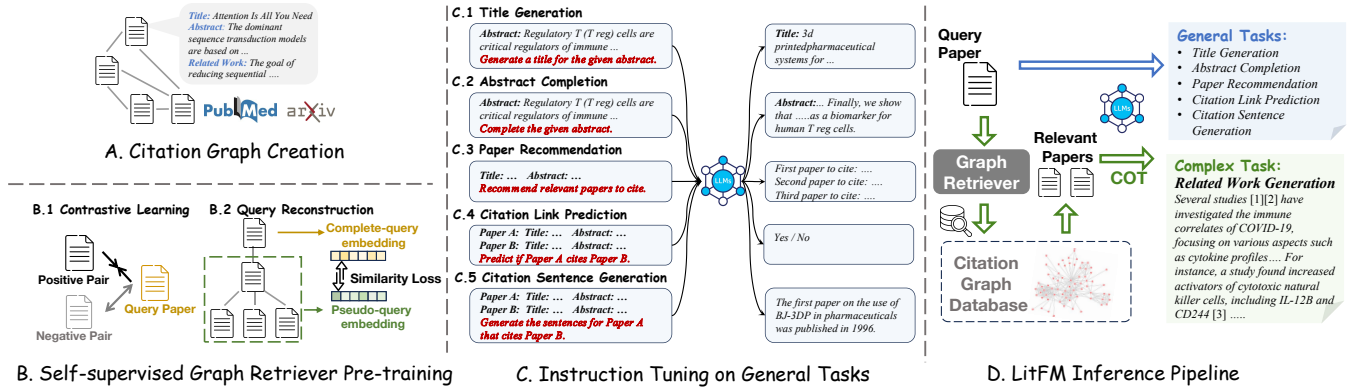 Title: Attention Is All You Need
Abstract: The dominant
sequence transduction models
are based on ...
Related Work: The goal of
reducing sequential ....
PubMed arXiv
A. Citation Graph Creation
B.1 Contrastive Learning
Positive Pair
Query Paper
Negative Pair
B.2 Query Reconstruction
Complete-query
embedding
Similarity Loss
Pseudo-query
embedding
B. Self-supervised Graph Retriever Pre-training
C.1 Title Generation
Abstract: Regulatory T (T reg) cells are
critical regulators of immune ...
Generate a title for the given abstract.
C.2 Abstract Completion
Abstract: Regulatory T (T reg) cells are
critical regulators of immune ...
Complete the given abstract.
C.3 Paper Recommendation
Title: ... Abstract: ...
Recommend relevant papers to cite.
C.4 Citation Link Prediction
Paper A: Title: ... Abstract: ...
Paper B: Title: ... Abstract: ...
Predict if Paper A cites Paper B.
C.5 Citation Sentence Generation
Paper A: Title: ... Abstract: ...
Paper B: Title: ... Abstract: ...
Generate the sentences for Paper A
that cites Paper B.
LLMs
Title: 3d
printedpharmaceutical
systems for ...
Abstract:... Finally, we show
that .....as a biomarker for
human T reg cells.
First paper to cite: ....
Second paper to cite: ....
Third paper to cite: ....
Yes / No
The first paper on the use of
BJ-3DP in pharmaceuticals
was published in 1996.
C. Instruction Tuning on General Tasks
Query
Paper
Graph
Retriever
Relevant
Papers
COT
Citation
Graph
Database
LLMs
General Tasks:
• Title Generation
• Abstract Completion
• Paper Recommendation
• Citation Link Prediction
• Citation Sentence
Generation
Complex Task:
Related Work Generation
Several studies [1][2] have
investigated the immune
correlates of COVID-19,
focusing on various aspects such
as cytokine profiles.... For
instance, a study found increased
activators of cytotoxic natural
killer cells, including IL-12B and
CD244 [3] .....
D. LitFM Inference Pipeline